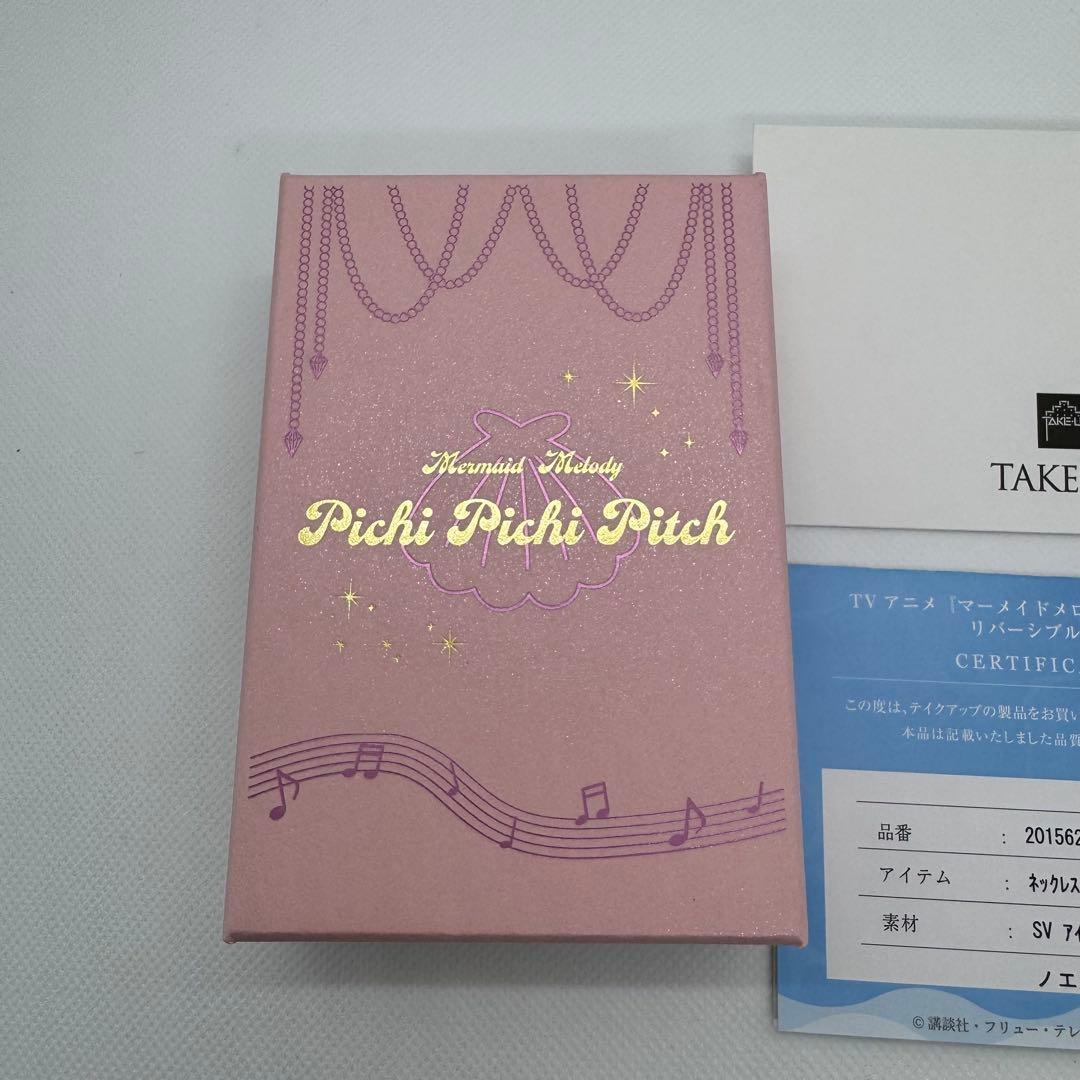 Mermaid Melody
Pichi Pichi Pitch
TAKE-U
TAKE
TVアニメ『マーメイドメロ
リバーシブル
CERTIFIC
この度は、テイクアップの製品をお買い
本品は記載いたしました品質
品番 : 201562
アイテム : ﾈｯｸﾚｽ
素材 : SV ｱｲ
ノエ
©講談社・フリュー・テレ